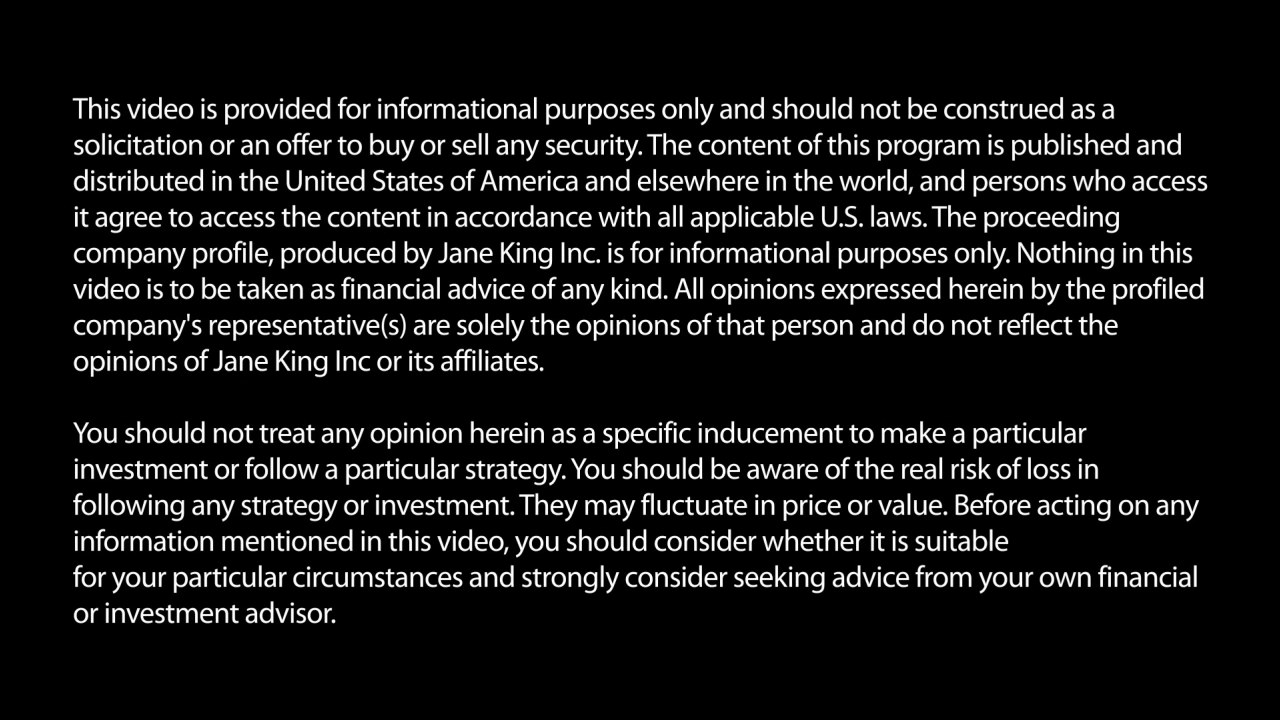 This video is provided for informational purposes only and should not be construed as a
solicitation or an offer to buy or sell any security. The content of this program is published and
distributed in the United States of America and elsewhere in the world, and persons who access
it agree to access the content in accordance with all applicable U.S. laws. The proceeding
company profile, produced by Jane King Inc. is for informational purposes only. Nothing in this
video is to be taken as financial advice of any kind. All opinions expressed herein by the profiled
company's representative(s) are solely the opinions of that person and do not reflect the
opinions of Jane King Inc or its affiliates.
You should not treat any opinion herein as a specific inducement to make a particular
investment or follow a particular strategy. You should be aware of the real risk of loss in
following any strategy or investment. They may fluctuate in price or value. Before acting on any
information mentioned in this video, you should consider whether it is suitable
for your particular circumstances and strongly consider seeking advice from your own financial
or investment advisor.